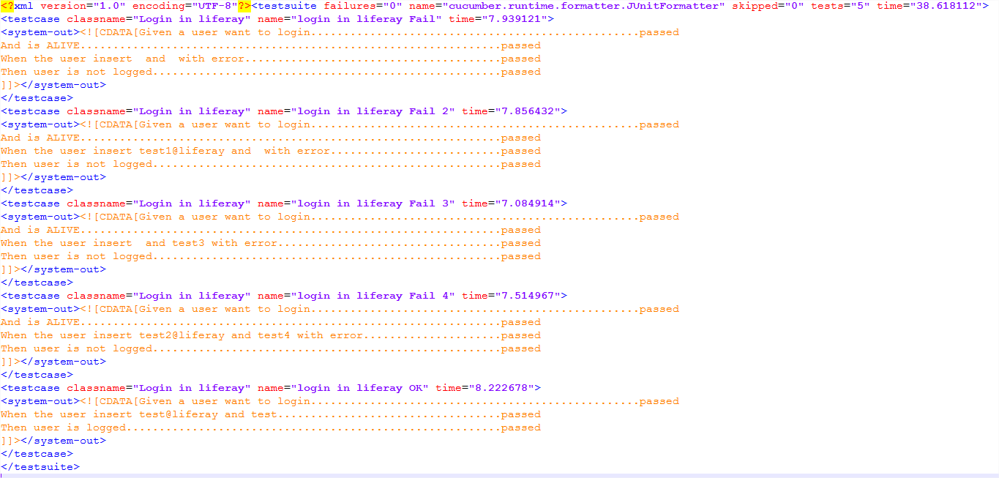 <?xml version="1.0" encoding="UTF-8"?><testsuite failures="0" name="cucumber.runtime.formatter.JUnitFormatter" skipped="0" tests="5" time="38.618112">
<testcase classname="Login in liferay" name="login in liferay Fail" time="7.939121">
<system-out><![CDATA[Given a user want to login..................................................passed
And is ALIVE................................................................passed
When the user insert  and  with error.......................................passed
Then user is not logged.....................................................passed
]]></system-out>
</testcase>
<testcase classname="Login in liferay" name="login in liferay Fail 2" time="7.856432">
<system-out><![CDATA[Given a user want to login..................................................passed
And is ALIVE................................................................passed
When the user insert test1@liferay and  with error..........................passed
Then user is not logged.....................................................passed
]]></system-out>
</testcase>
<testcase classname="Login in liferay" name="login in liferay Fail 3" time="7.084914">
<system-out><![CDATA[Given a user want to login..................................................passed
And is ALIVE................................................................passed
When the user insert  and test3 with error..................................passed
Then user is not logged.....................................................passed
]]></system-out>
</testcase>
<testcase classname="Login in liferay" name="login in liferay Fail 4" time="7.514967">
<system-out><![CDATA[Given a user want to login..................................................passed
And is ALIVE................................................................passed
When the user insert test2@liferay and test4 with error.....................passed
Then user is not logged.....................................................passed
]]></system-out>
</testcase>
<testcase classname="Login in liferay" name="login in liferay OK" time="8.222678">
<system-out><![CDATA[Given a user want to login..................................................passed
When the user insert test@liferay and test..................................passed
Then user is logged.........................................................passed
]]></system-out>
</testcase>
</testsuite>